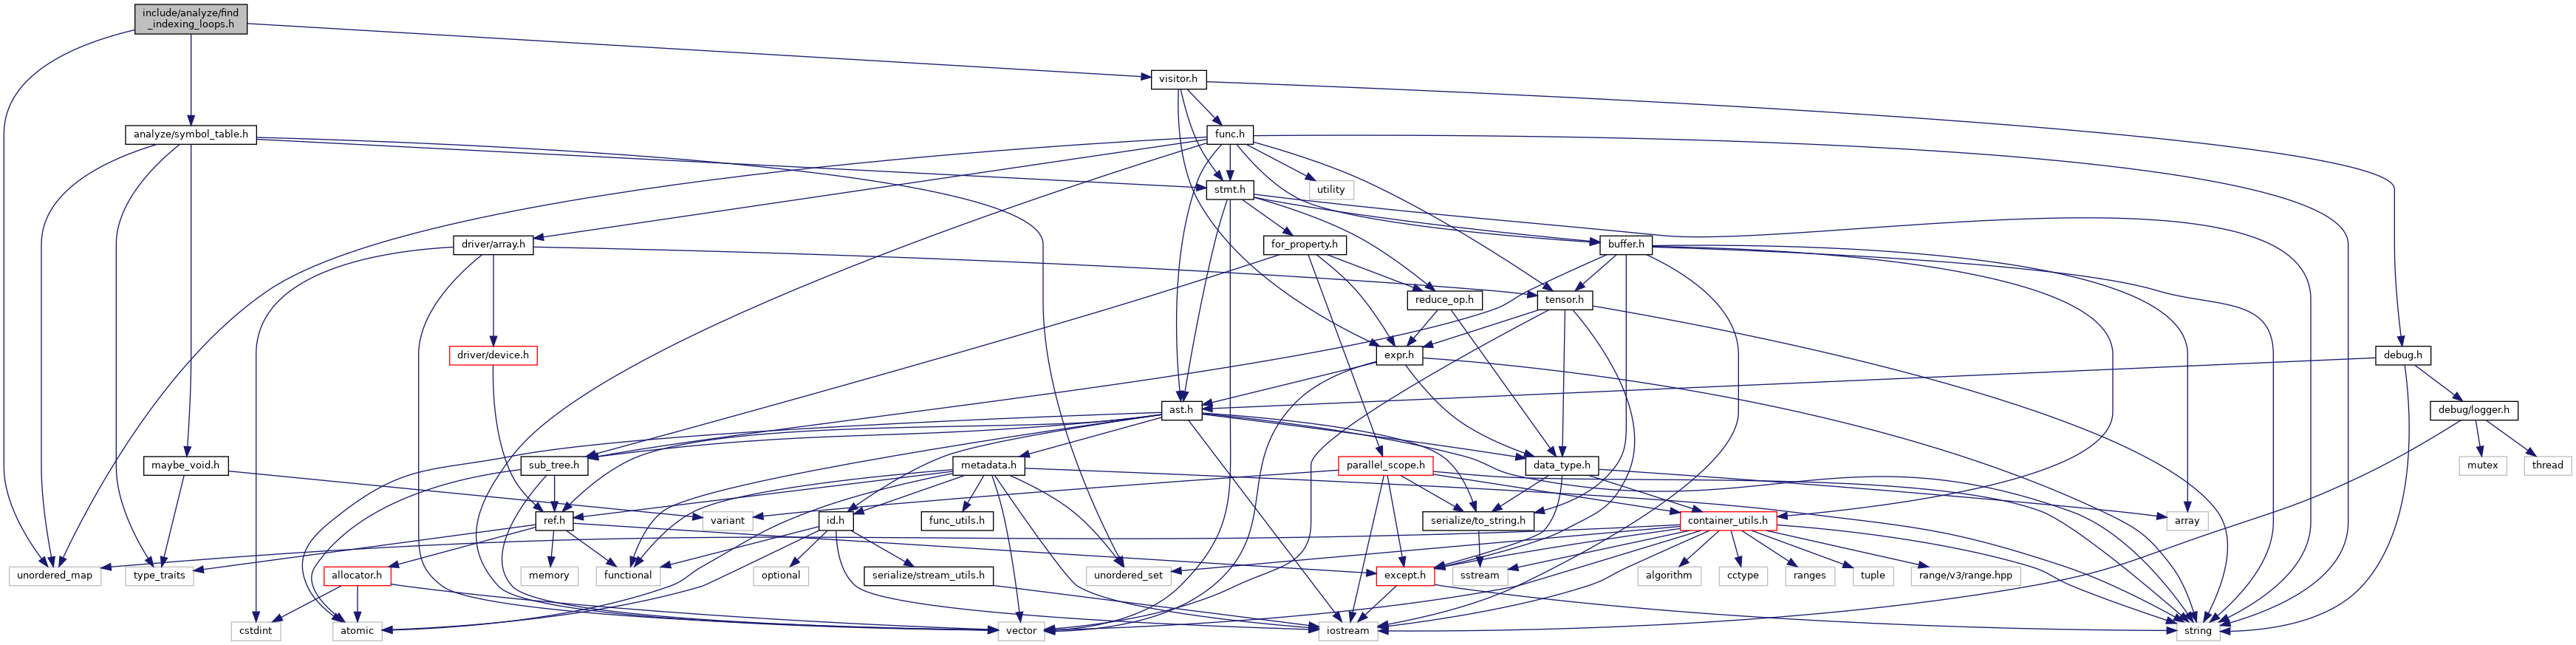 include/analyze/find
_indexing_loops.h
visitor.h
analyze/symbol_table.h
func.h
stmt.h
utility
driver/array.h
for_property.h
buffer.h
reduce_op.h
tensor.h
driver/device.h
expr.h
debug.h
ast.h
debug/logger.h
maybe_void.h
sub_tree.h
metadata.h
parallel_scope.h
data_type.h
mutex
thread
ref.h
variant
id.h
func_utils.h
serialize/to_string.h
container_utils.h
array
unordered_map
type_traits
allocator.h
memory
functional
optional
serialize/stream_utils.h
unordered_set
except.h
sstream
algorithm
cctype
ranges
tuple
range/v3/range.hpp
cstdint
atomic
vector
iostream
string